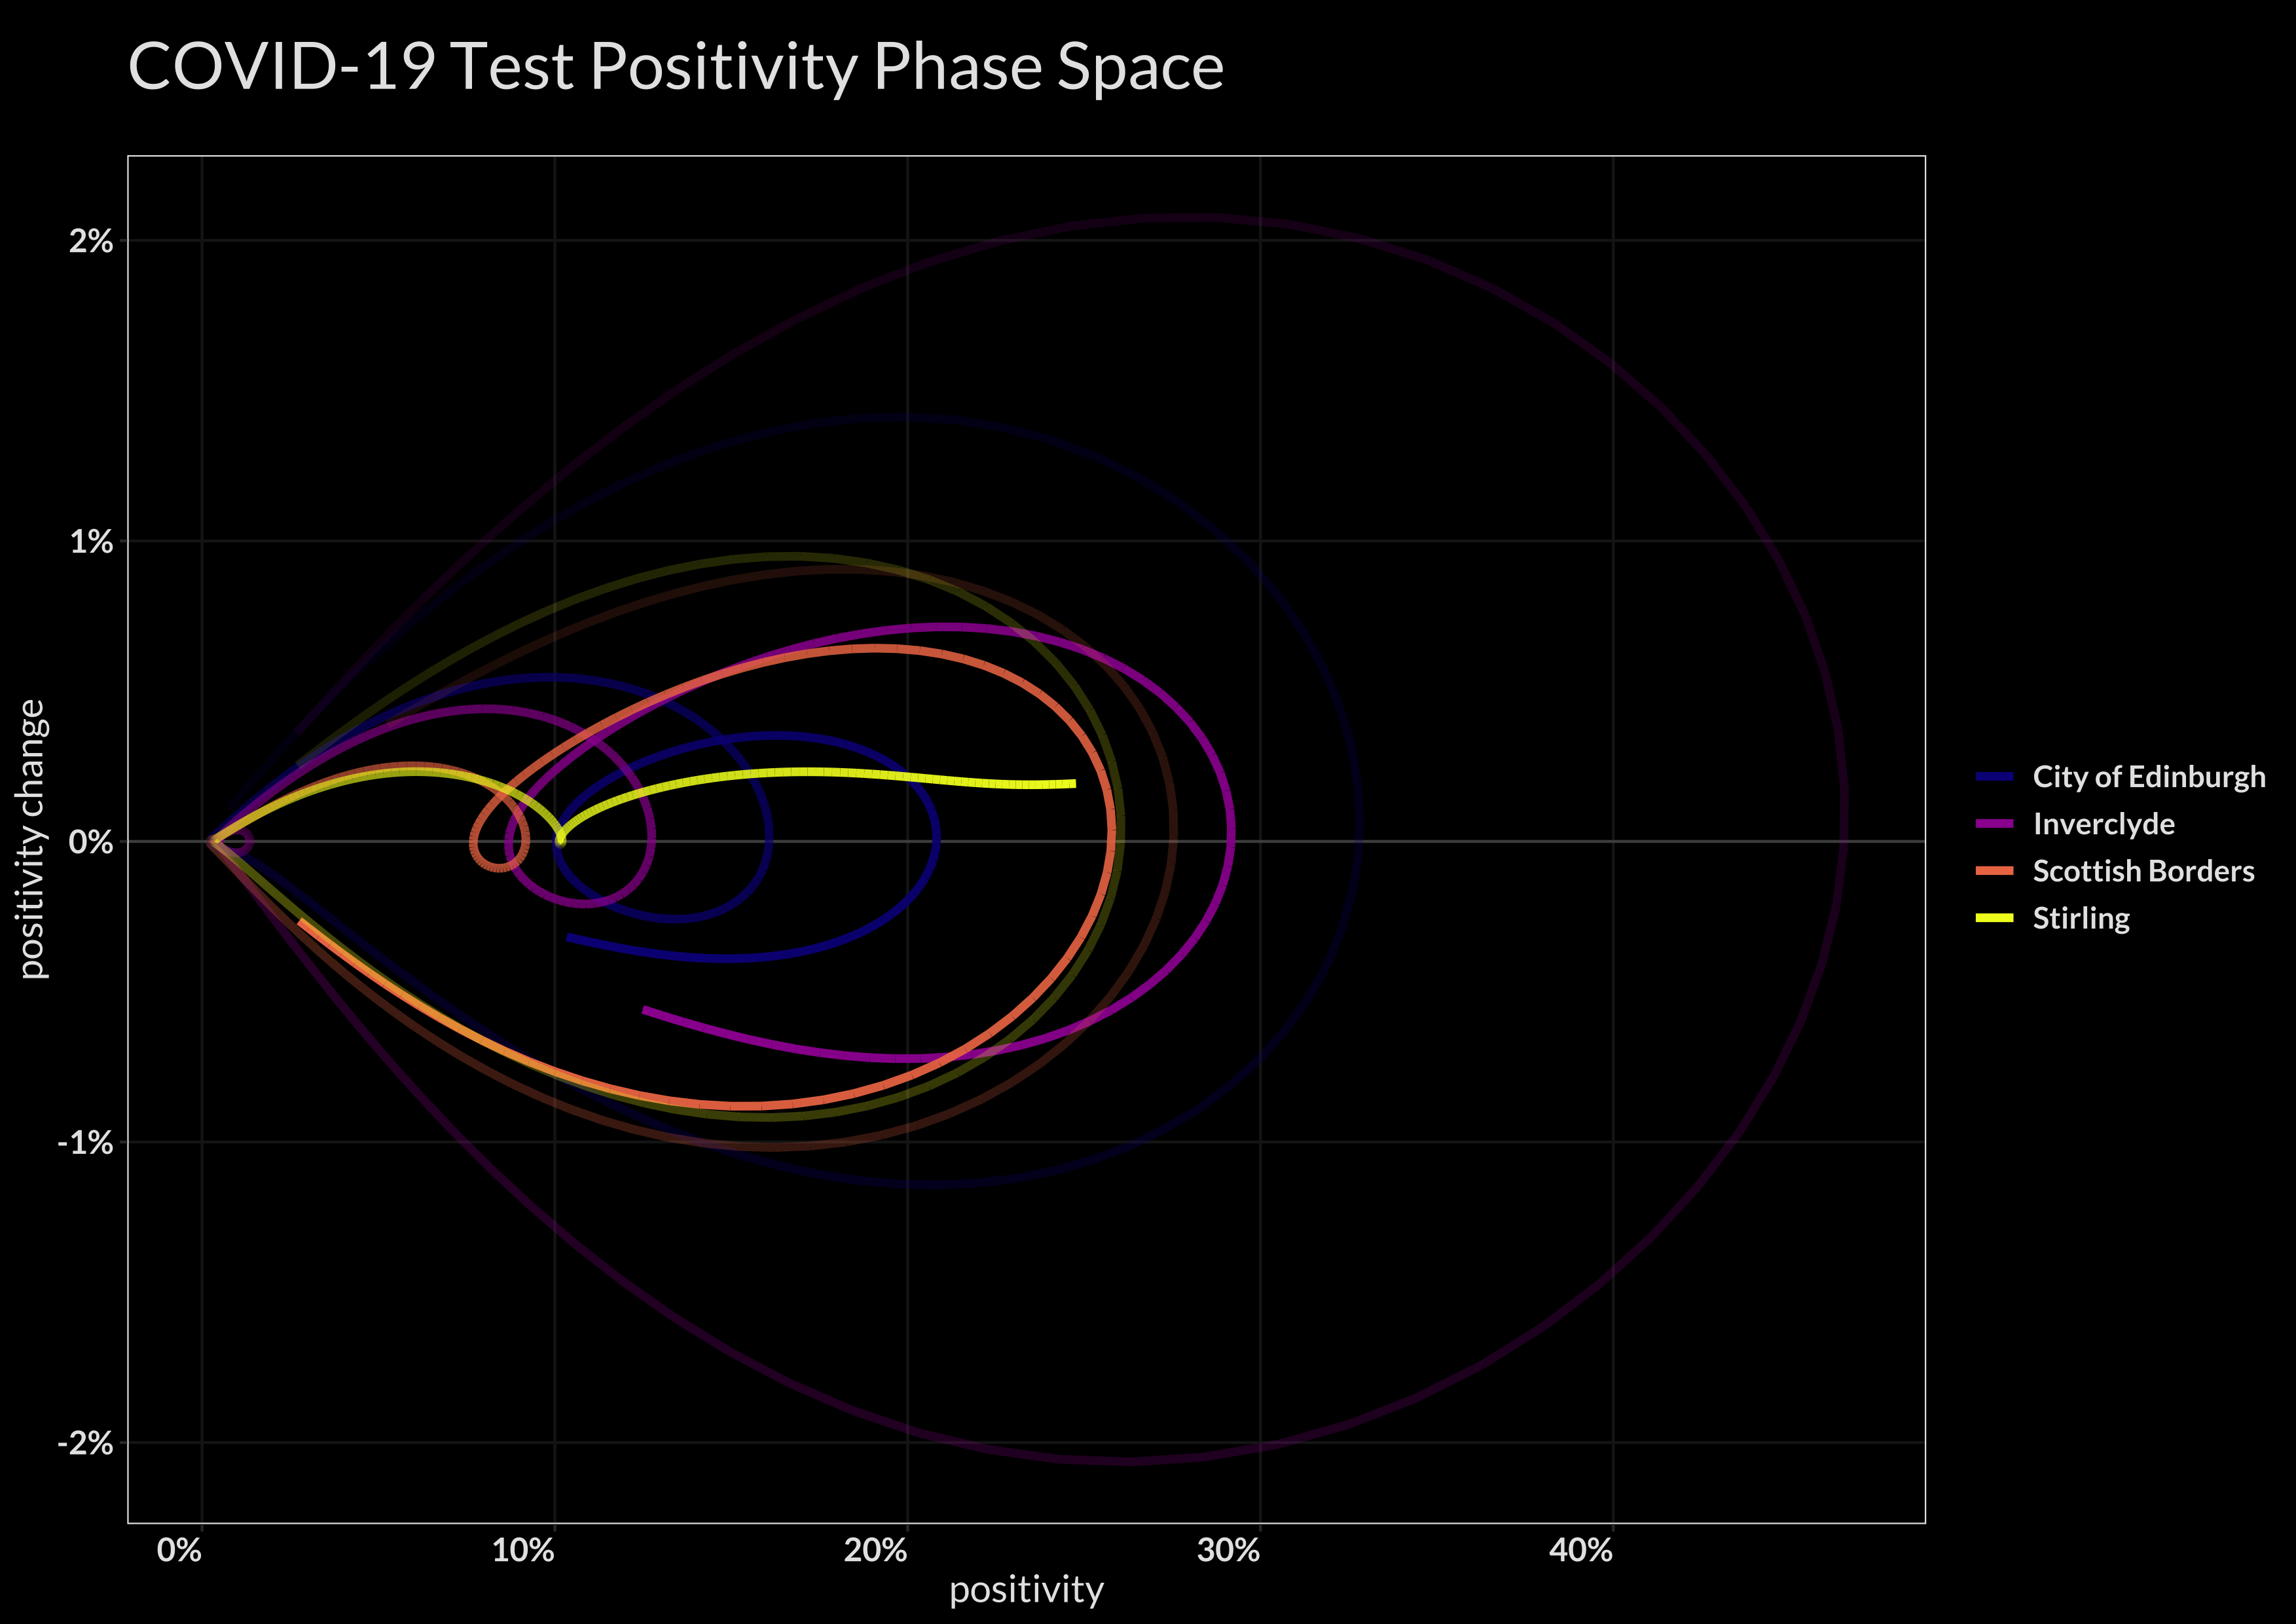 COVID-19 Test Positivity Phase Space
positivity change
2%
1%
0%
-1%
-2%
0%
10%
20%
30%
40%
positivity
City of Edinburgh
Inverclyde
Scottish Borders
Stirling